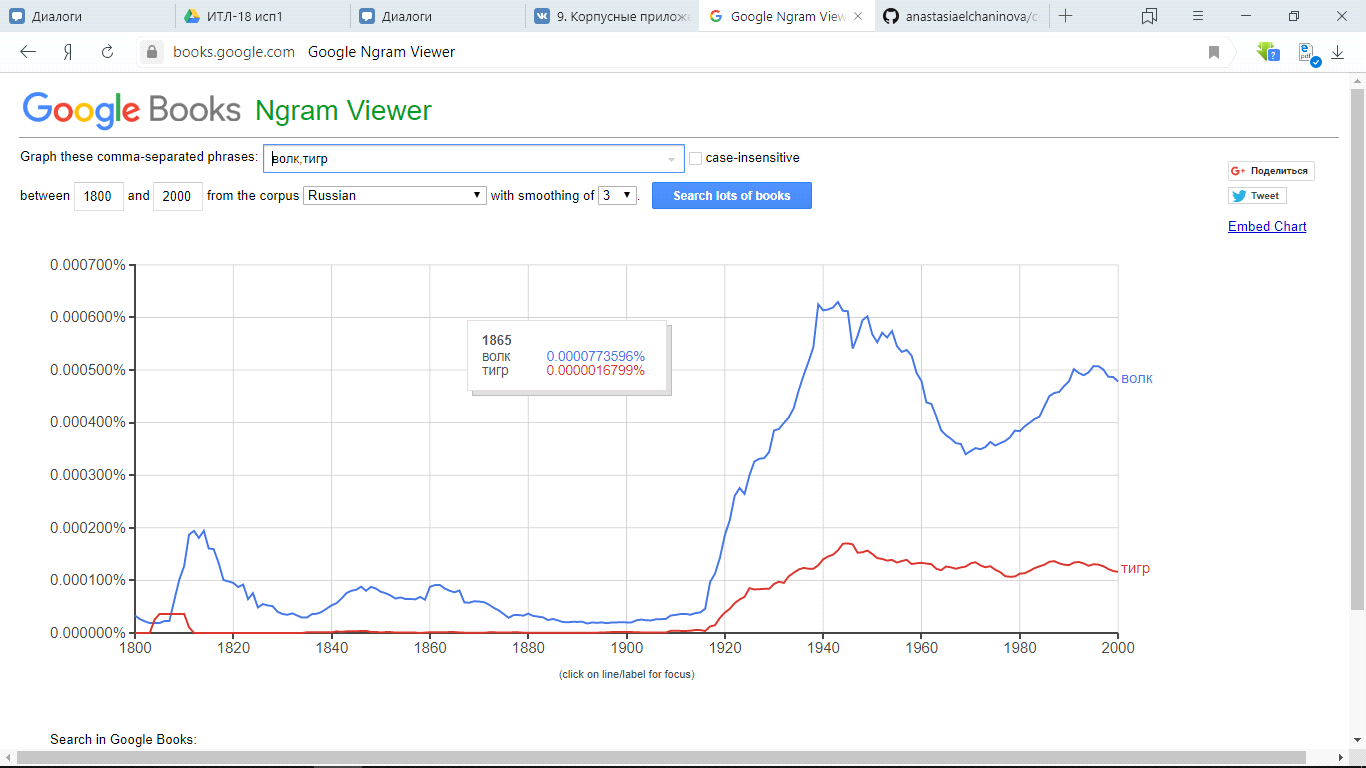 Диалоги
ИТЛ-18 исп1
Диалоги
9. Корпусные приложе
Google Ngram View
anastasiaelchaninova/c
books.google.com Google Ngram Viewer
Google Books Ngram Viewer
Graph these comma-separated phrases: волк,тигр case-insensitive
between 1800 and 2000 from the corpus Russian with smoothing of 3 . Search lots of books
Поделиться
Tweet
Embed Chart
0.000700%
0.000600%
0.000500%
0.000400%
0.000300%
0.000200%
0.000100%
0.000000%
1865
волк 0.0000773596%
тигр 0.0000016799%
волк
тигр
1800 1820 1840 1860 1880 1900 1920 1940 1960 1980 2000
(click on line/label for focus)
Search in Google Books: